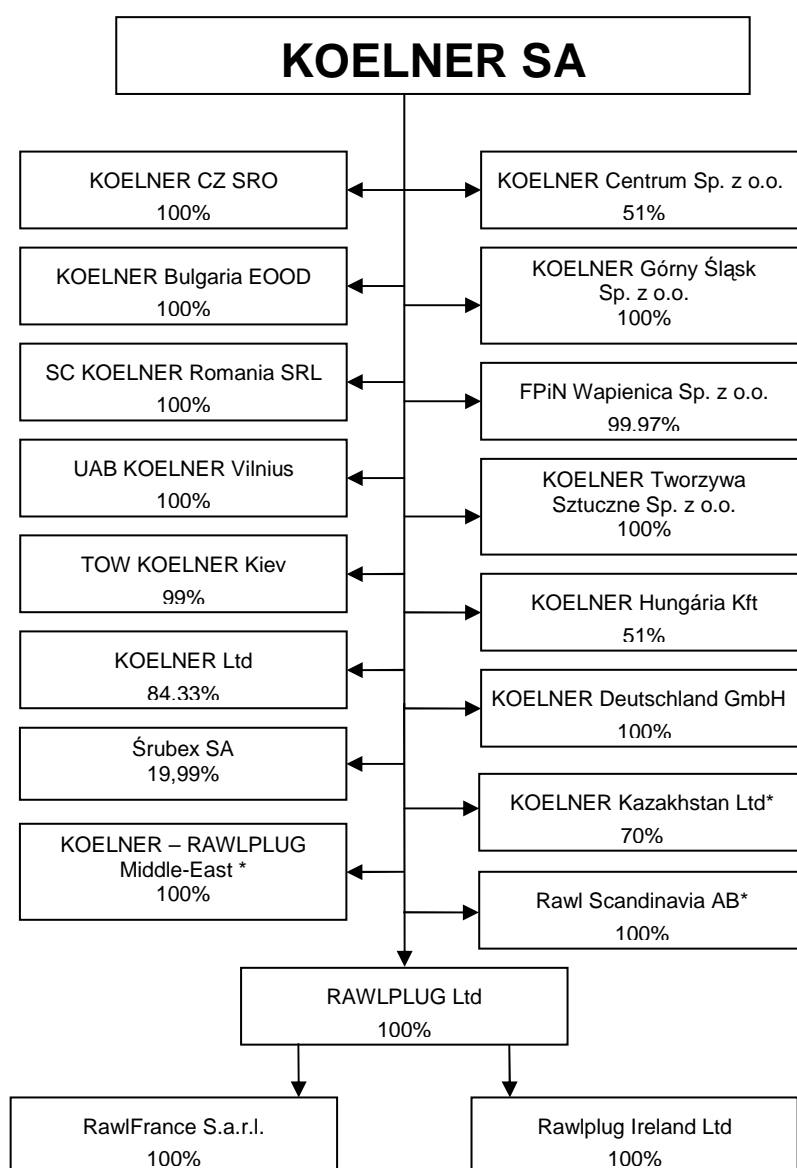 KOELNER SA
KOELNER CZ SRO
100%
KOELNER Centrum Sp. z o.o.
51%
KOELNER Bulgaria EOOD
100%
KOELNER Górny Śląsk
Sp. z o.o.
100%
SC KOELNER Romania SRL
100%
FPiN Wapienica Sp. z o.o.
99.97%
UAB KOELNER Vilnius
100%
KOELNER Tworzywa
Sztuczne Sp. z o.o.
100%
TOW KOELNER Kiev
99%
KOELNER Hungária Kft
51%
KOELNER Ltd
84.33%
KOELNER Deutschland GmbH
100%
Śrubex SA
19,99%
KOELNER Kazakhstan Ltd*
70%
KOELNER – RAWLPLUG
Middle-East *
100%
Rawl Scandinavia AB*
100%
RAWLPLUG Ltd
100%
RawlFrance S.a.r.l.
100%
Rawlplug Ireland Ltd
100%